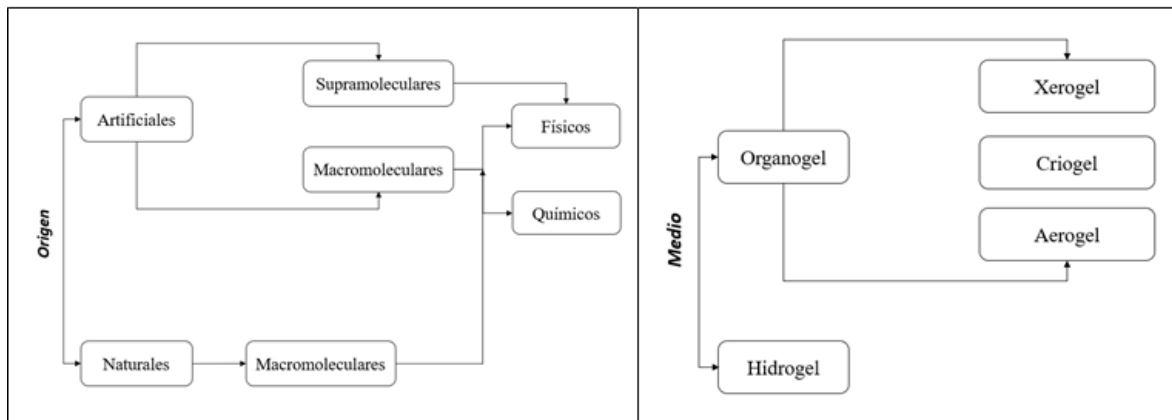 Supramoleculares
Artificiales
Físicos
Macromoleculares
Químicos
Origen
Naturales
Macromoleculares
Xerogel
Organogel
Criogel
Aerogel
Medio
Hidrogel